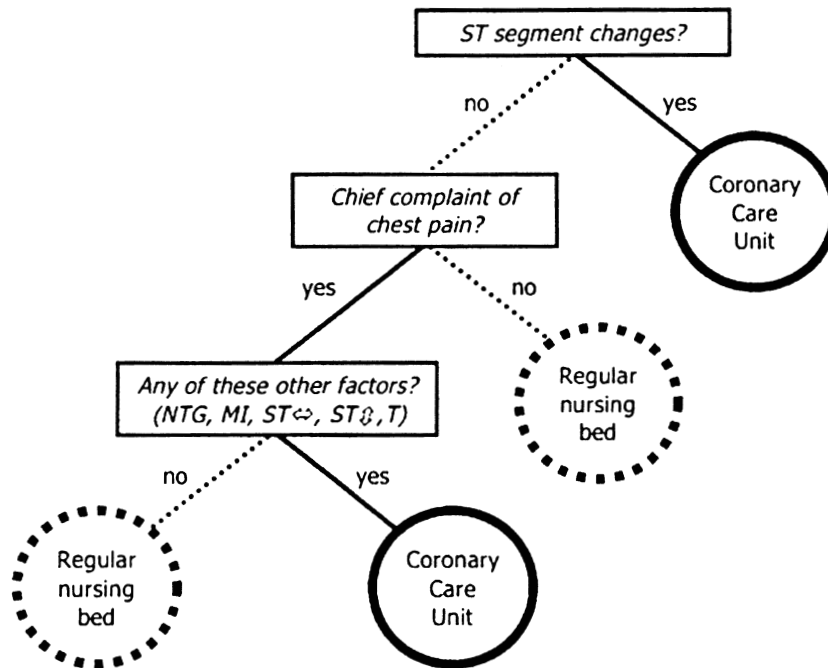 ST segment changes?
no
yes
Coronary
Care
Unit
Chief complaint of
chest pain?
yes
no
Regular
nursing
bed
Any of these other factors?
(NTG, MI, ST⇔, ST⇕, T)
no
yes
Regular
nursing
bed
Coronary
Care
Unit